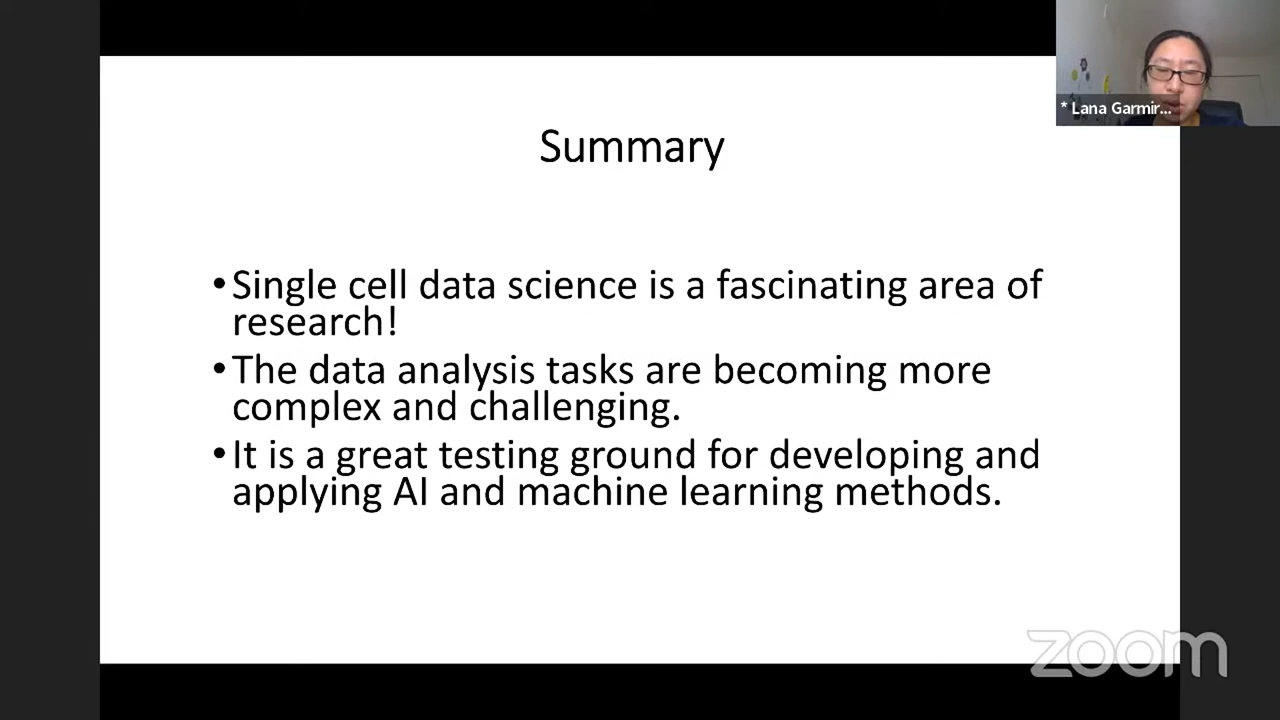 * Lana Garmir...
Summary
•Single cell data science is a fascinating area of
research!
•The data analysis tasks are becoming more
complex and challenging.
•It is a great testing ground for developing and
applying AI and machine learning methods.
zoom